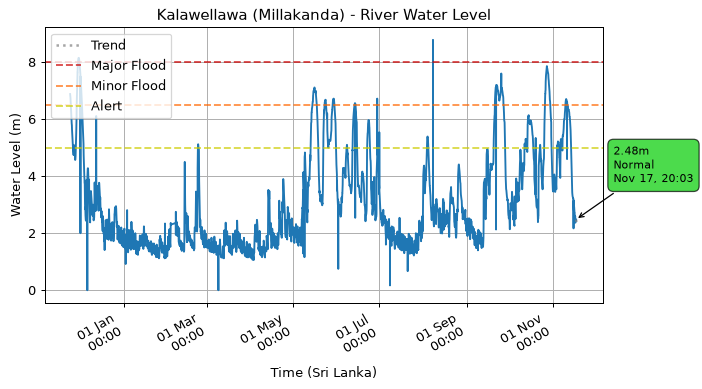 Kalawellawa (Millakanda) - River Water Level
Trend
Major Flood
Minor Flood
Alert
Water Level (m)
8
6
4
2
0
2.48m
Normal
Nov 17, 20:03
01 Jan
00:00
01 Mar
00:00
01 May
00:00
01 Jul
00:00
01 Sep
00:00
01 Nov
00:00
Time (Sri Lanka)